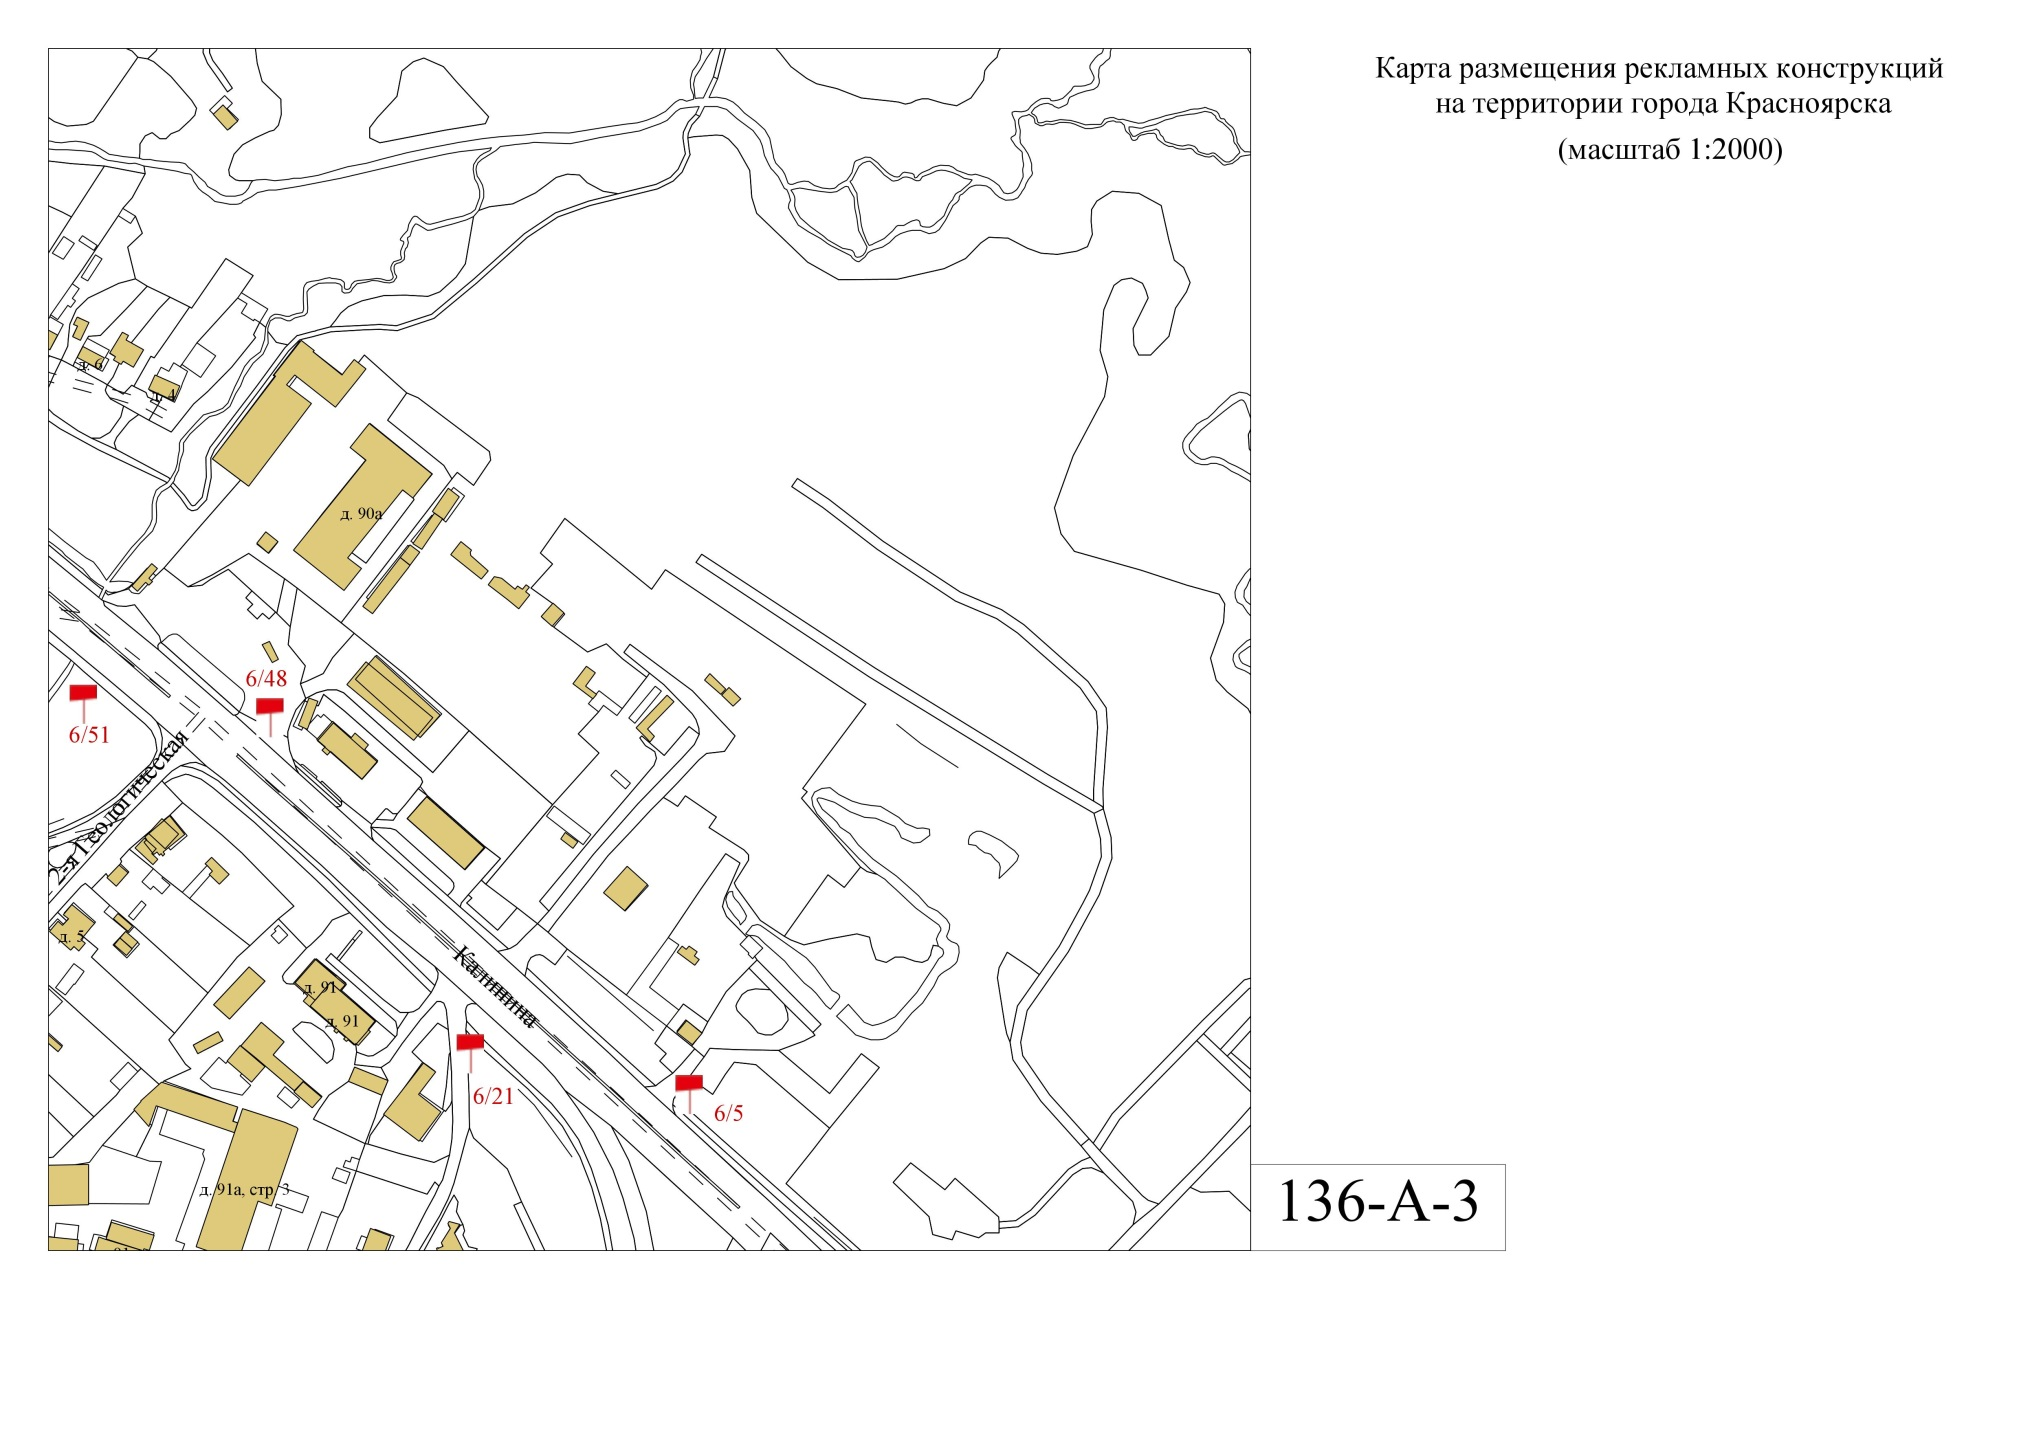 Карта размещения рекламных конструкций
на территории города Красноярска
(масштаб 1:2000)
д. 6
д. 90а
6/48
6/51
2-я Геологическая
д. 5
Калинина
д. 91
д. 91
6/21
6/5
д. 91а, стр. 3
136-А-3